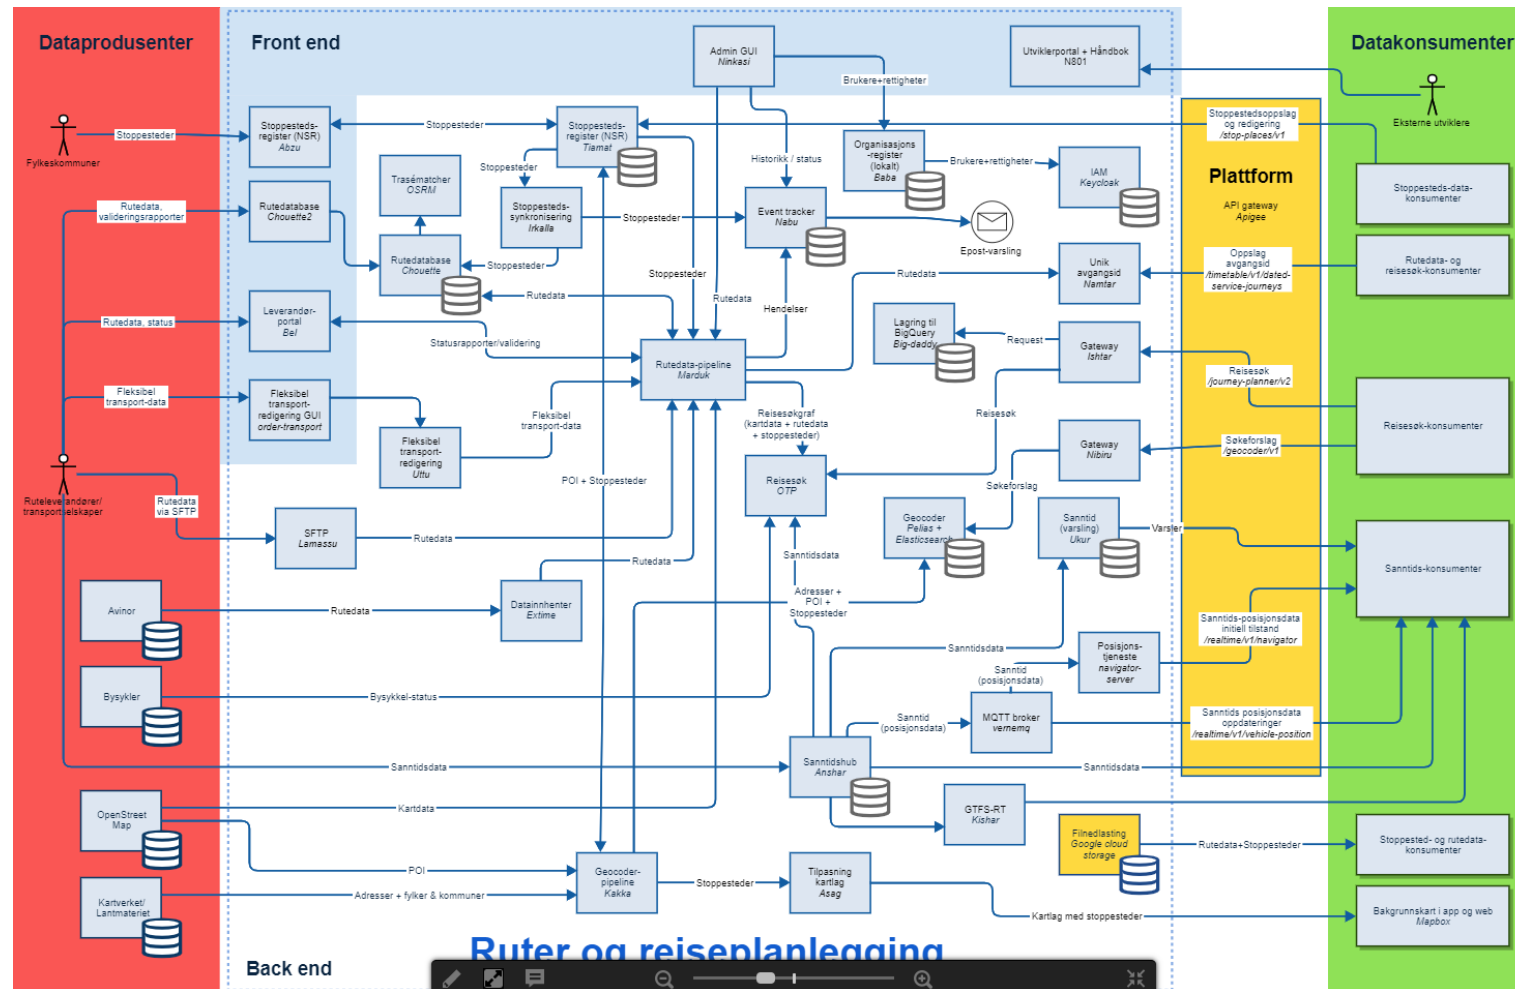 Dataprodusenter
Front end
Datakonsumenter
Admin GUI
Ninkasi
Utviklerportal + Håndbok
N801
Brukere+rettigheter
Eksterne utviklere
Fylkeskommuner
Stoppesteder
Stoppesteds-
register (NSR)
Abzu
Stoppesteder
Stoppesteds-
register (NSR)
Tiamat
Stoppestedsoppslag
og redigering
/stop-places/v1
Organisasjons
-register
(lokalt)
Baba
Brukere+rettigheter
IAM
Keycloak
Historikk / status
Stoppesteder
Trasématcher
OSRM
Plattform
API gateway
Apigee
Stoppesteds-data-
konsumenter
Rutedata,
valideringsrapporter
Rutedatabase
Chouette2
Stoppesteds-
synkronisering
Irkalla
Stoppesteder
Event tracker
Nabu
Epost-varsling
Rutedatabase
Chouette
Stoppesteder
Stoppesteder
Rutedata
Unik
avgangsid
Namtar
Oppslag
avgangsid
/timetable/v1/dated-
service-journeys
Rutedata- og
reisesøk-konsumenter
Rutedata
Rutedata
Hendelser
Rutedata, status
Leverandør-
portal
Bel
Statusrapporter/validering
Lagring til
BigQuery
Big-daddy
Request
Gateway
Ishtar
Rutedata-pipeline
Marduk
Reisesøk
/journey-planner/v2
Fleksibel
transport-data
Fleksibel
transport-
redigering GUI
order-transport
Fleksibel
transport-data
Reisesøkgraf
(kartdata + rutedata
+ stoppesteder)
Reisesøk
Reisesøk-konsumenter
Fleksibel
transport-
redigering
Uttu
Gateway
Nibiru
Søkeforslag
/geocoder/v1
POI + Stoppesteder
Reisesøk
OTP
Søkeforslag
Ruteleverandører/
transportselskaper
Rutedata
via SFTP
SFTP
Lamassu
Rutedata
Geocoder
Pelias +
Elasticsearch
Sanntid
(varsling)
Ukur
Varsler
Sanntidsdata
Rutedata
Sanntids-konsumenter
Avinor
Rutedata
Datainnhenter
Extime
Adresser +
POI +
Stoppesteder
Sanntids-posisjonsdata
initiell tilstand
/realtime/v1/navigator
Sanntidsdata
Posisjons-
tjeneste
navigator-
server
Sanntid
(posisjonsdata)
Bysykler
Bysykkel-status
Sanntid
(posisjonsdata)
MQTT broker
vernemq
Sanntids posisjonsdata
oppdateringer
/realtime/v1/vehicle-position
Sanntidsdata
Sanntidshub
Anshar
Sanntidsdata
OpenStreet
Map
Kartdata
GTFS-RT
Kishar
Filnedlasting
Google cloud
storage
Rutedata+Stoppesteder
Stoppested- og rutedata-
konsumenter
POI
Geocoder-
pipeline
Kakka
Stoppesteder
Tilpasning
kartlag
Asag
Kartverket/
Lantmateriet
Adresser + fylker & kommuner
Kartlag med stoppesteder
Bakgrunnskart i app og web
Mapbox
Ruter og reiseplanlegging
Back end